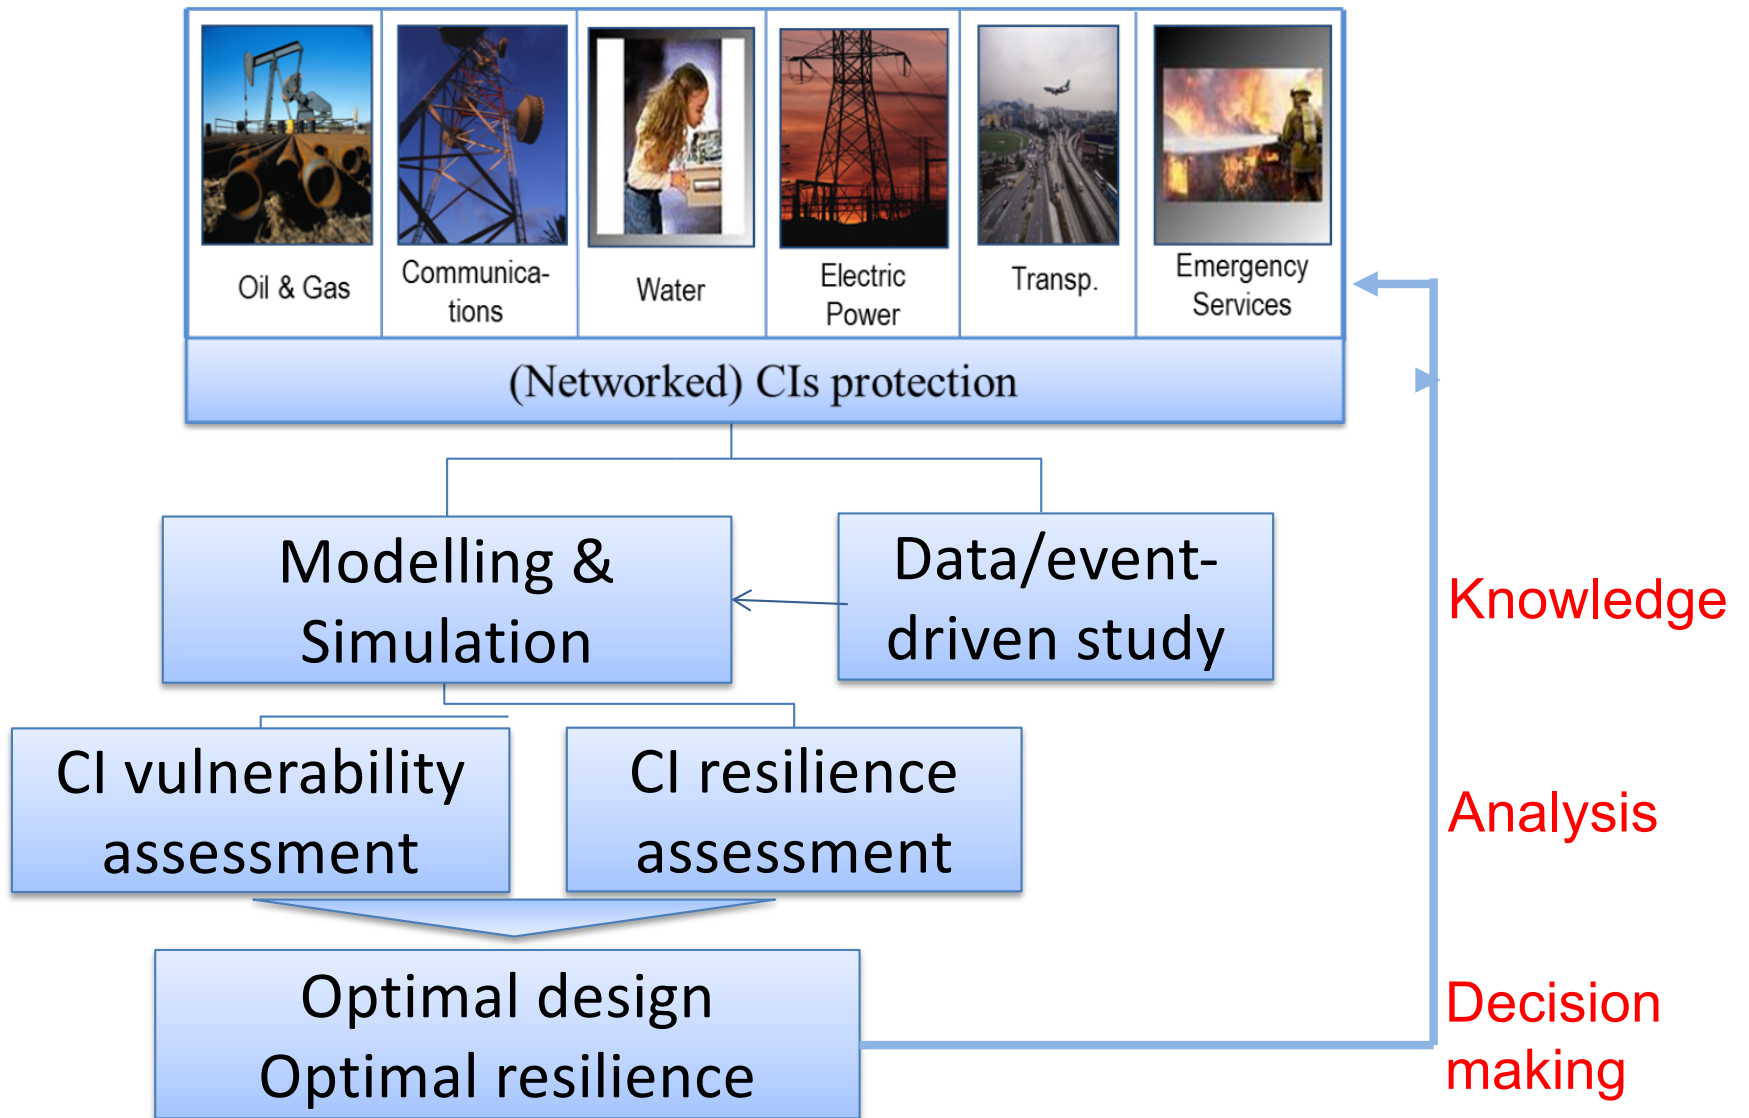 Oil & Gas
Communica-
tions
Water
Electric
Power
Transp.
Emergency
Services
(Networked) CIs protection
Modelling &
Simulation
Data/event-
driven study
Knowledge
CI vulnerability
assessment
CI resilience
assessment
Analysis
Optimal design
Optimal resilience
Decision
making